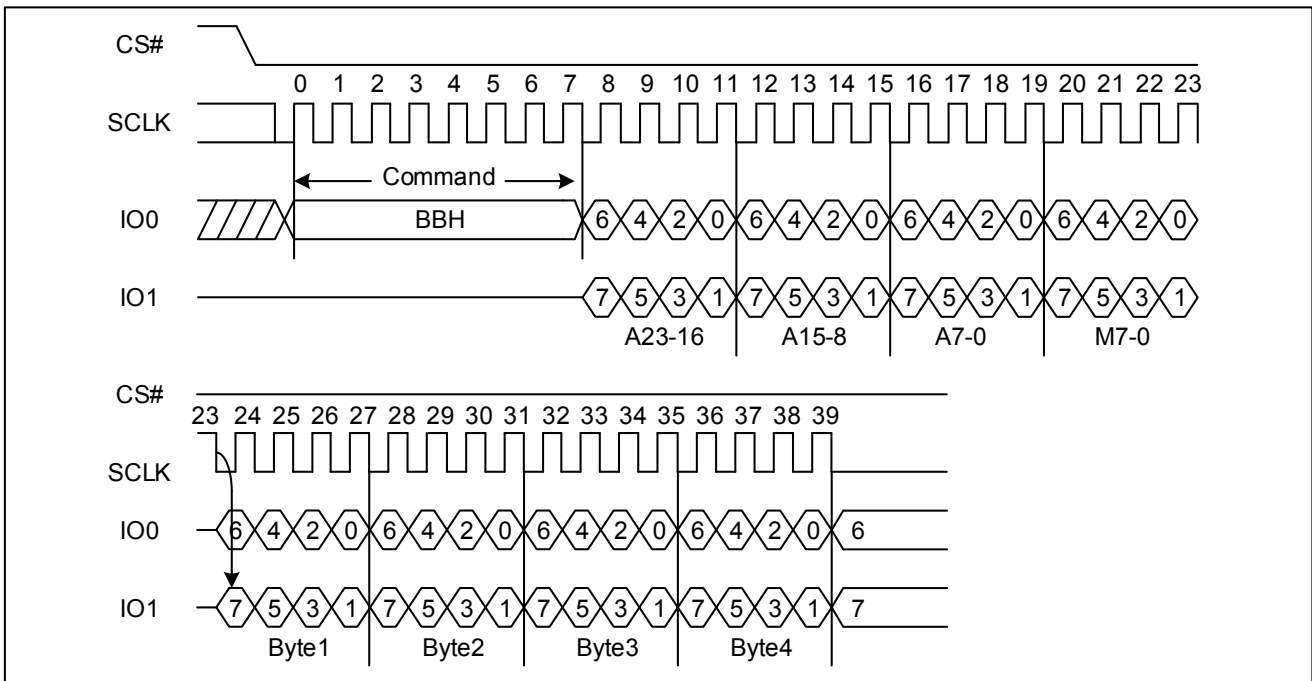 CS#
0 1 2 3 4 5 6 7 8 9 10 11 12 13 14 15 16 17 18 19 20 21 22 23
SCLK
Command
IO0 BBH 6 4 2 0 6 4 2 0 6 4 2 0 6 4 2 0
IO1 7 5 3 1 7 5 3 1 7 5 3 1 7 5 3 1
A23-16 A15-8 A7-0 M7-0
CS#
23 24 25 26 27 28 29 30 31 32 33 34 35 36 37 38 39
SCLK
IO0 6 4 2 0 6 4 2 0 6 4 2 0 6 4 2 0 6
IO1 7 5 3 1 7 5 3 1 7 5 3 1 7 5 3 1 7
Byte1 Byte2 Byte3 Byte4